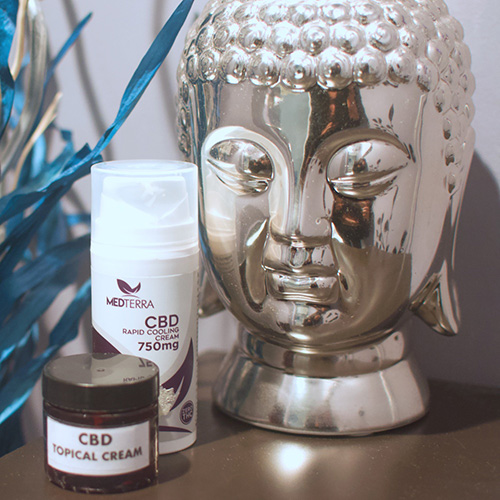 MEDTERRA
CBD
RAPID COOLING
CREAM
750mg
CBD
TOPICAL CREAM